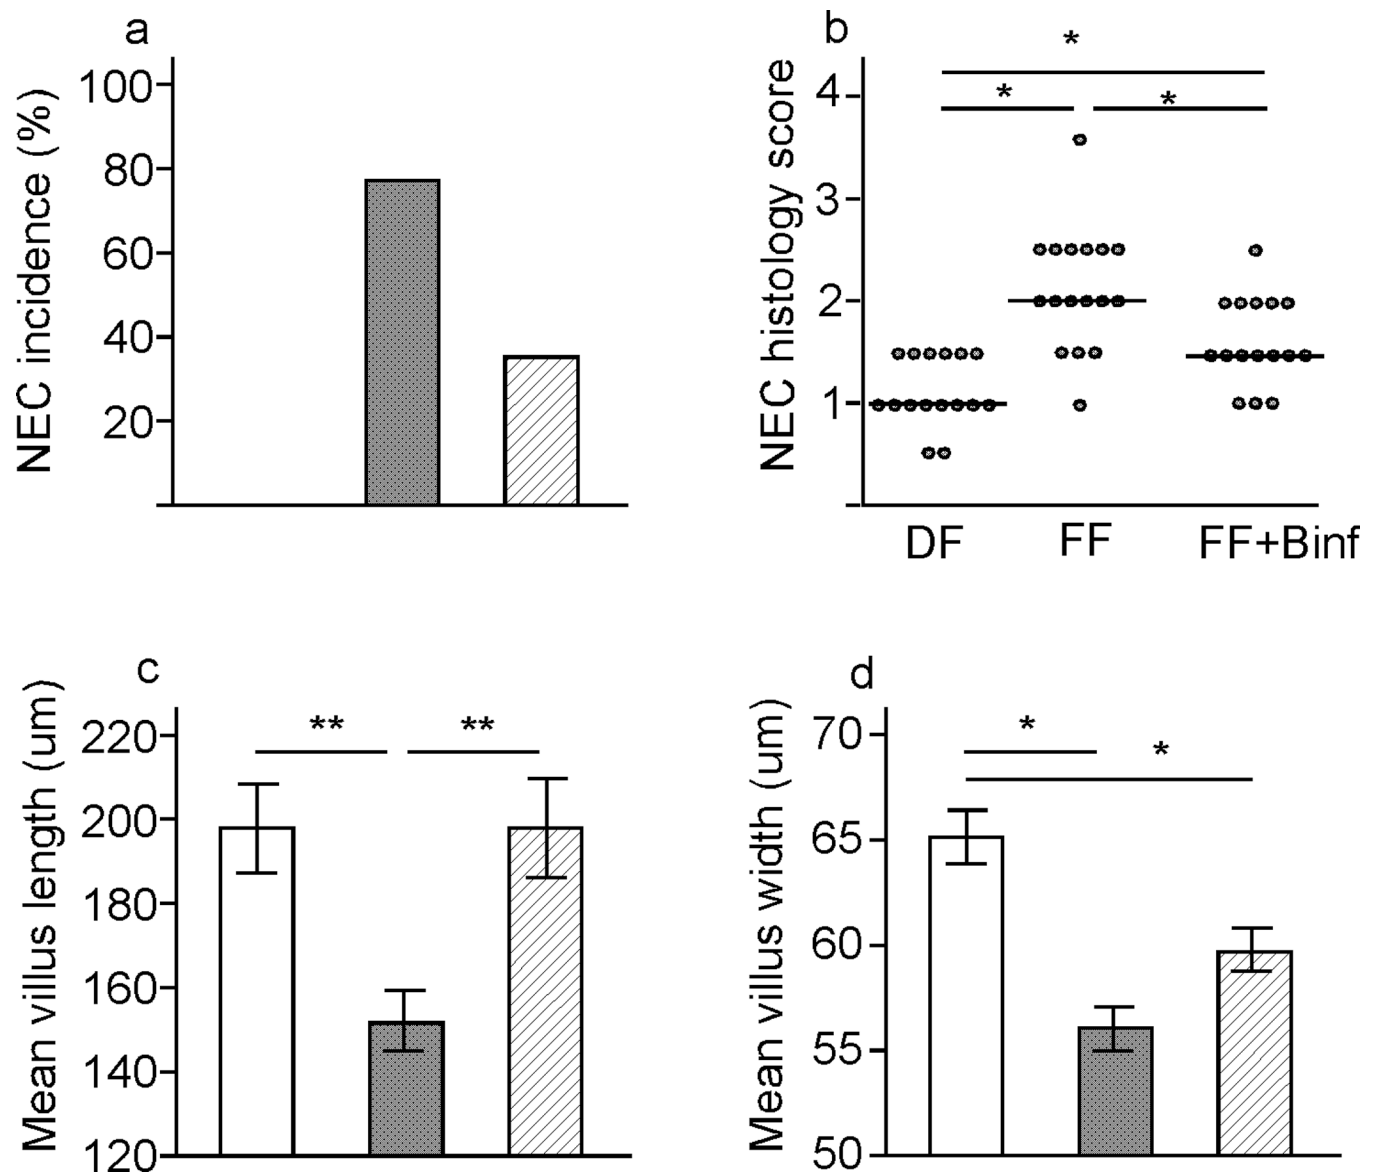 a
NEC incidence (%)
100
80
60
40
20
b
NEC histology score
4
3
2
1
*
*
*
DF
FF
FF+Binf
c
Mean villus length (um)
220
200
180
160
140
120
**
**
d
Mean villus width (um)
70
65
60
55
50
*
*